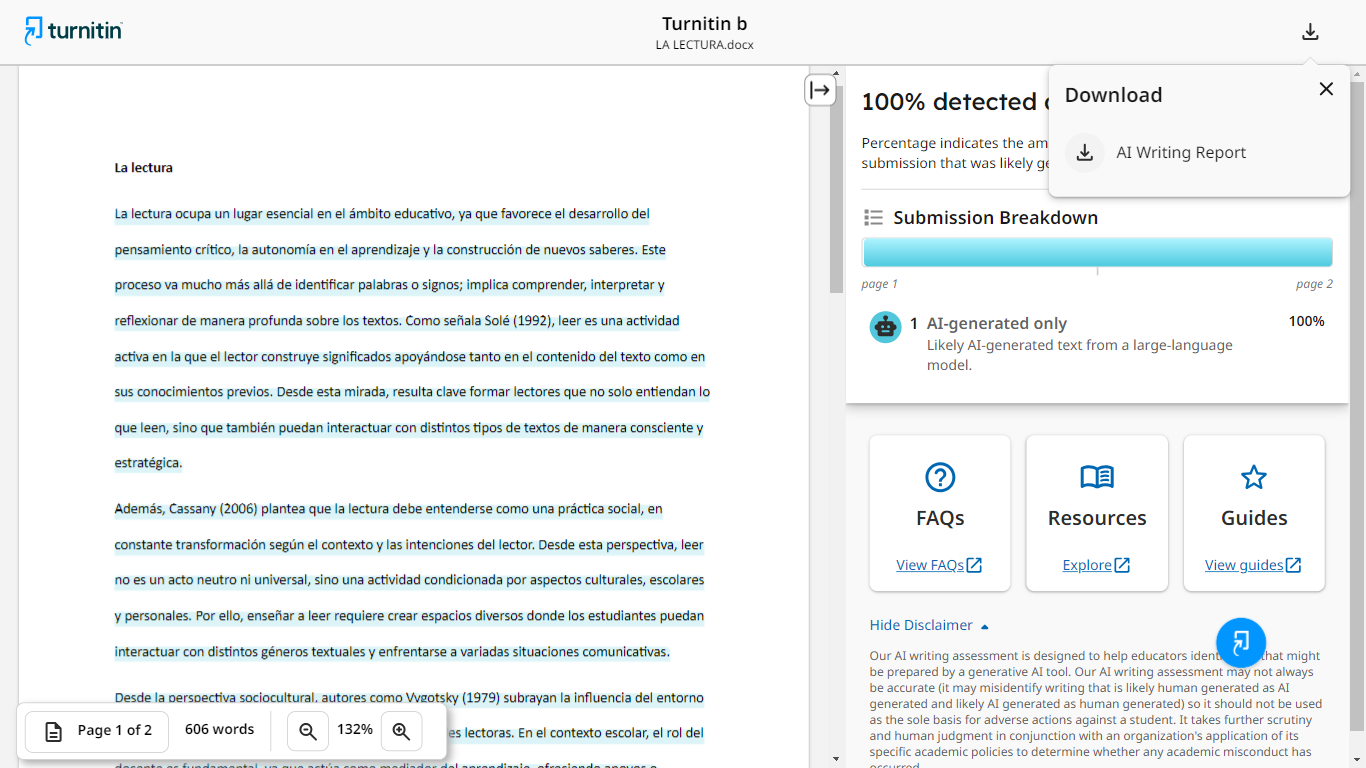 turnitin
Turnitin b
LA LECTURA.docx
La lectura
La lectura ocupa un lugar esencial en el ámbito educativo, ya que favorece el desarrollo del
pensamiento crítico, la autonomía en el aprendizaje y la construcción de nuevos saberes. Este
proceso va mucho más allá de identificar palabras o signos; implica comprender, interpretar y
reflexionar de manera profunda sobre los textos. Como señala Solé (1992), leer es una actividad
activa en la que el lector construye significados apoyándose tanto en el contenido del texto como en
sus conocimientos previos. Desde esta mirada, resulta clave formar lectores que no solo entiendan lo
que leen, sino que también puedan interactuar con distintos tipos de textos de manera consciente y
estratégica.
Además, Cassany (2006) plantea que la lectura debe entenderse como una práctica social, en
constante transformación según el contexto y las intenciones del lector. Desde esta perspectiva, leer
no es un acto neutro ni universal, sino una actividad condicionada por aspectos culturales, escolares
y personales. Por ello, enseñar a leer requiere crear espacios diversos donde los estudiantes puedan
interactuar con distintos géneros textuales y enfrentarse a variadas situaciones comunicativas.
Desde la perspectiva sociocultural, autores como Vygotsky (1979) subrayan la influencia del entorno
es lectoras. En el contexto escolar, el rol del
docente es fundamental, ya que actúa como mediador del aprendizaje, ofreciendo apoyos o
Page 1 of 2
606 words
132%
100% detected
Percentage indicates the am
submission that was likely ge
Download
AI Writing Report
Submission Breakdown
page 1
page 2
1 AI-generated only 100%
Likely AI-generated text from a large-language
model.
FAQs
View FAQs
Resources
Explore
Guides
View guides
Hide Disclaimer
Our AI writing assessment is designed to help educators ident that might
be prepared by a generative AI tool. Our AI writing assessment may not always
be accurate (it may misidentify writing that is likely human generated as AI
generated and likely AI generated as human generated) so it should not be used
as the sole basis for adverse actions against a student. It takes further scrutiny
and human judgment in conjunction with an organization's application of its
specific academic policies to determine whether any academic misconduct has
occurred.